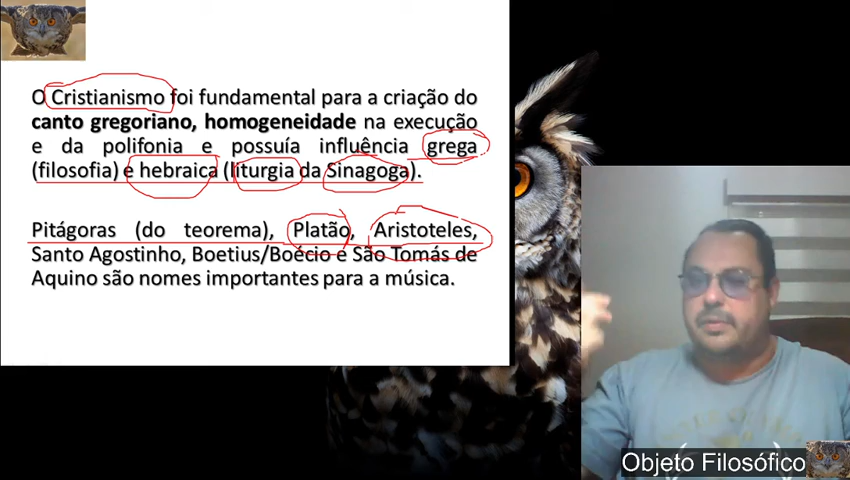 O Cristianismo foi fundamental para a criação do
canto gregoriano, homogeneidade na execução
e da polifonia e possuía influência grega
(filosofia) e hebraica (liturgia da Sinagoga).
Pitágoras (do teorema), Platão, Aristoteles,
Santo Agostinho, Boetius/Boécio e São Tomás de
Aquino são nomes importantes para a música.
Objeto Filosófico